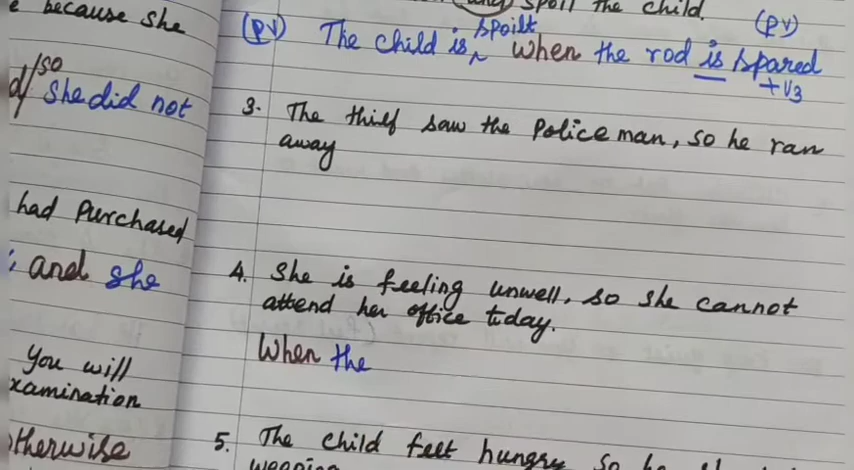 e because she
/so
she did not
had Purchased
and she
You will
xamination
otherwise
spoil the child.
(PV) (PV)
spoilt
The child is ^ when the rod is spared
+V3
3. The thief saw the Policeman, so he ran
away
4. She is feeling unwell, so she cannot
attend her office today.
When the
5. The child felt hungry so he
weeping